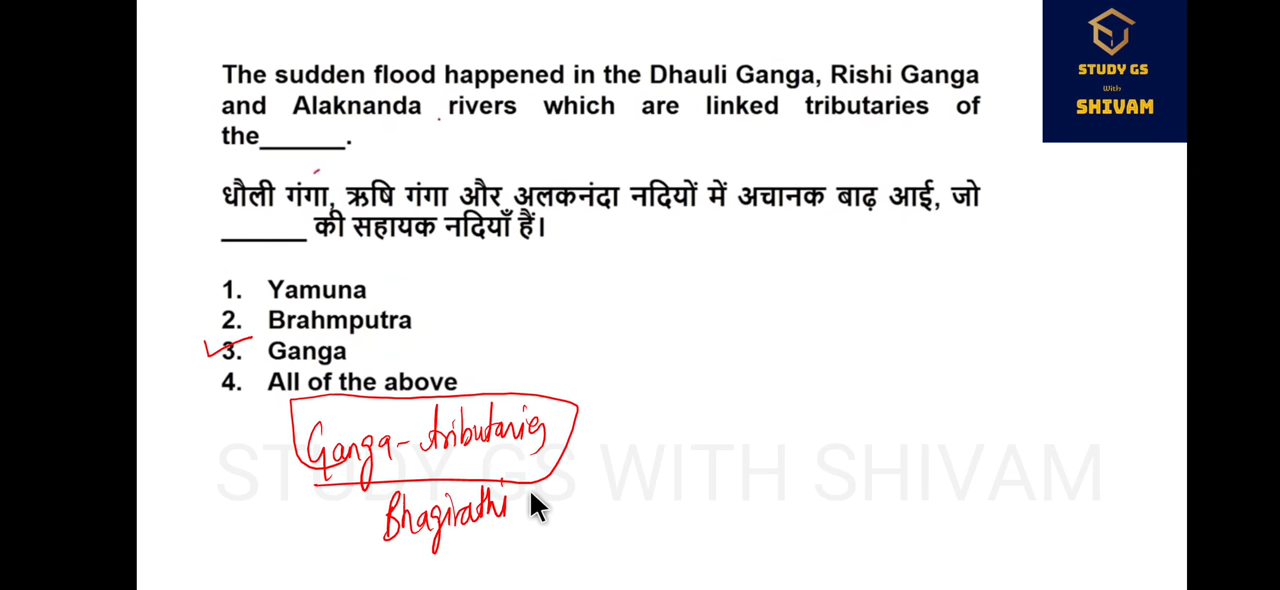 The sudden flood happened in the Dhauli Ganga, Rishi Ganga
and Alaknanda rivers which are linked tributaries of
the______.
धौली गंगा, ऋषि गंगा और अलकनंदा नदियों में अचानक बाढ़ आई, जो
______ की सहायक नदियाँ हैं।
1. Yamuna
2. Brahmputra
3. Ganga
4. All of the above
Ganga - tributaries
Bhagirathi
STUDY GS WITH SHIVAM
STUDY GS
With
SHIVAM